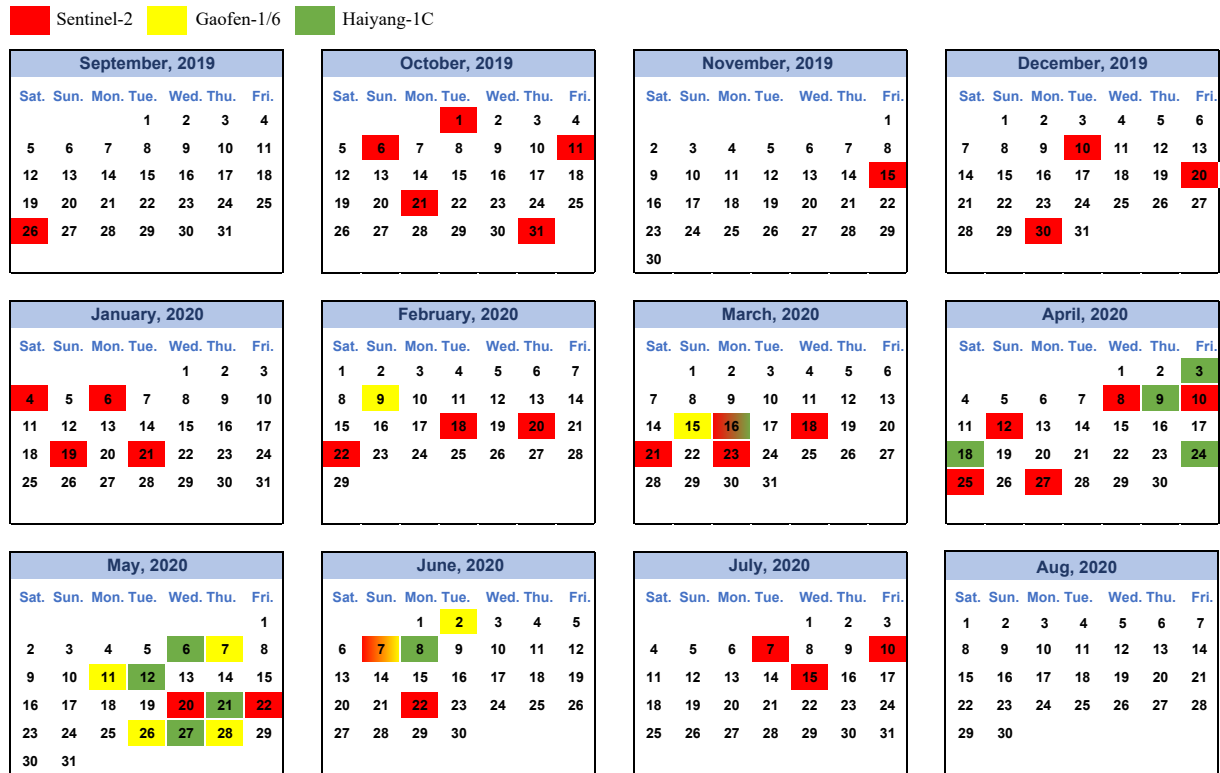 Sentinel-2 Gaofen-1/6 Haiyang-1C
September, 2019
Sat. Sun. Mon. Tue. Wed. Thu. Fri.
1 2 3 4
5 6 7 8 9 10 11
12 13 14 15 16 17 18
19 20 21 22 23 24 25
26 27 28 29 30 31
October, 2019
Sat. Sun. Mon. Tue. Wed. Thu. Fri.
1 2 3 4
5 6 7 8 9 10 11
12 13 14 15 16 17 18
19 20 21 22 23 24 25
26 27 28 29 30 31
November, 2019
Sat. Sun. Mon. Tue. Wed. Thu. Fri.
1
2 3 4 5 6 7 8
9 10 11 12 13 14 15
16 17 18 19 20 21 22
23 24 25 26 27 28 29
30
December, 2019
Sat. Sun. Mon. Tue. Wed. Thu. Fri.
1 2 3 4 5 6
7 8 9 10 11 12 13
14 15 16 17 18 19 20
21 22 23 24 25 26 27
28 29 30 31
January, 2020
Sat. Sun. Mon. Tue. Wed. Thu. Fri.
1 2 3
4 5 6 7 8 9 10
11 12 13 14 15 16 17
18 19 20 21 22 23 24
25 26 27 28 29 30 31
February, 2020
Sat. Sun. Mon. Tue. Wed. Thu. Fri.
1 2 3 4 5 6 7
8 9 10 11 12 13 14
15 16 17 18 19 20 21
22 23 24 25 26 27 28
29
March, 2020
Sat. Sun. Mon. Tue. Wed. Thu. Fri.
1 2 3 4 5 6
7 8 9 10 11 12 13
14 15 16 17 18 19 20
21 22 23 24 25 26 27
28 29 30 31
April, 2020
Sat. Sun. Mon. Tue. Wed. Thu. Fri.
1 2 3
4 5 6 7 8 9 10
11 12 13 14 15 16 17
18 19 20 21 22 23 24
25 26 27 28 29 30
May, 2020
Sat. Sun. Mon. Tue. Wed. Thu. Fri.
1
2 3 4 5 6 7 8
9 10 11 12 13 14 15
16 17 18 19 20 21 22
23 24 25 26 27 28 29
30 31
June, 2020
Sat. Sun. Mon. Tue. Wed. Thu. Fri.
1 2 3 4 5
6 7 8 9 10 11 12
13 14 15 16 17 18 19
20 21 22 23 24 25 26
27 28 29 30
July, 2020
Sat. Sun. Mon. Tue. Wed. Thu. Fri.
1 2 3
4 5 6 7 8 9 10
11 12 13 14 15 16 17
18 19 20 21 22 23 24
25 26 27 28 29 30 31
Aug, 2020
Sat. Sun. Mon. Tue. Wed. Thu. Fri.
1 2 3 4 5 6 7
8 9 10 11 12 13 14
15 16 17 18 19 20 21
22 23 24 25 26 27 28
29 30